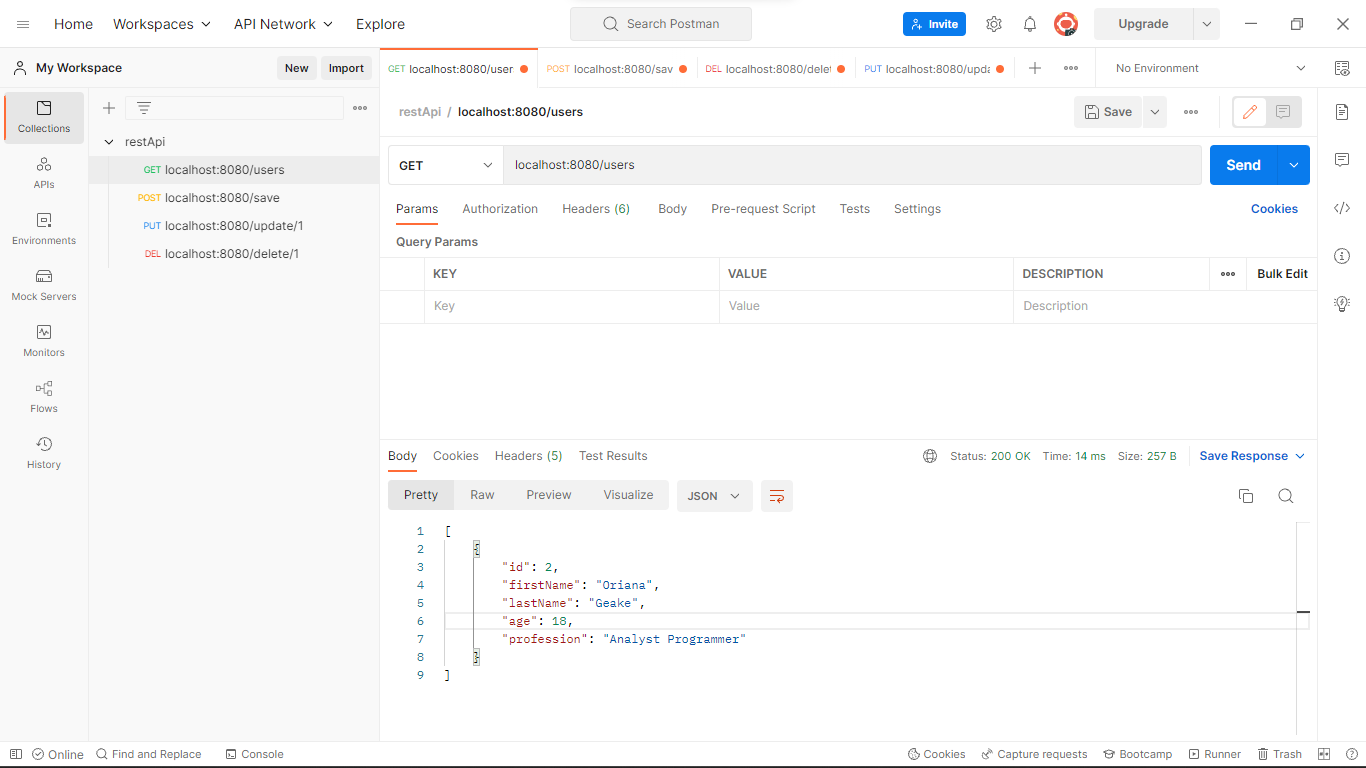 Home Workspaces API Network Explore Search Postman Invite Upgrade
My Workspace New Import
GET localhost:8080/user POST localhost:8080/sav DEL localhost:8080/delet PUT localhost:8080/upda No Environment
restApi / localhost:8080/users Save
Collections
APIs
Environments
Mock Servers
Monitors
Flows
History
restApi
GET localhost:8080/users
POST localhost:8080/save
PUT localhost:8080/update/1
DEL localhost:8080/delete/1
GET localhost:8080/users Send
Params Authorization Headers (6) Body Pre-request Script Tests Settings Cookies
Query Params
KEY VALUE DESCRIPTION Bulk Edit
Key Value Description
Body Cookies Headers (5) Test Results Status: 200 OK Time: 14 ms Size: 257 B Save Response
Pretty Raw Preview Visualize JSON
1 [
2 {
3 "id": 2,
4 "firstName": "Oriana",
5 "lastName": "Geake",
6 "age": 18,
7 "profession": "Analyst Programmer"
8 }
9 ]
Online Find and Replace Console Cookies Capture requests Bootcamp Runner Trash